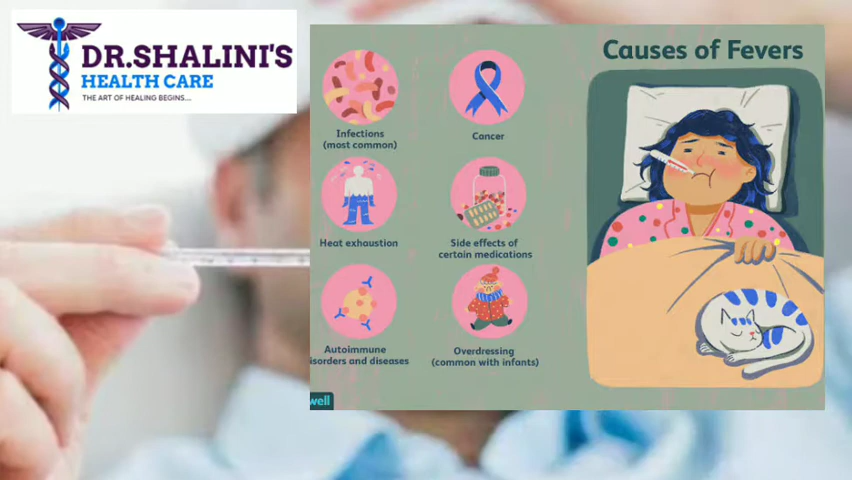 DR.SHALINI'S
HEALTH CARE
THE ART OF HEALING BEGINS....
Causes of Fevers
Infections
(most common)
Cancer
Heat exhaustion
Side effects of
certain medications
Autoimmune
isorders and diseases
Overdressing
(common with infants)
well